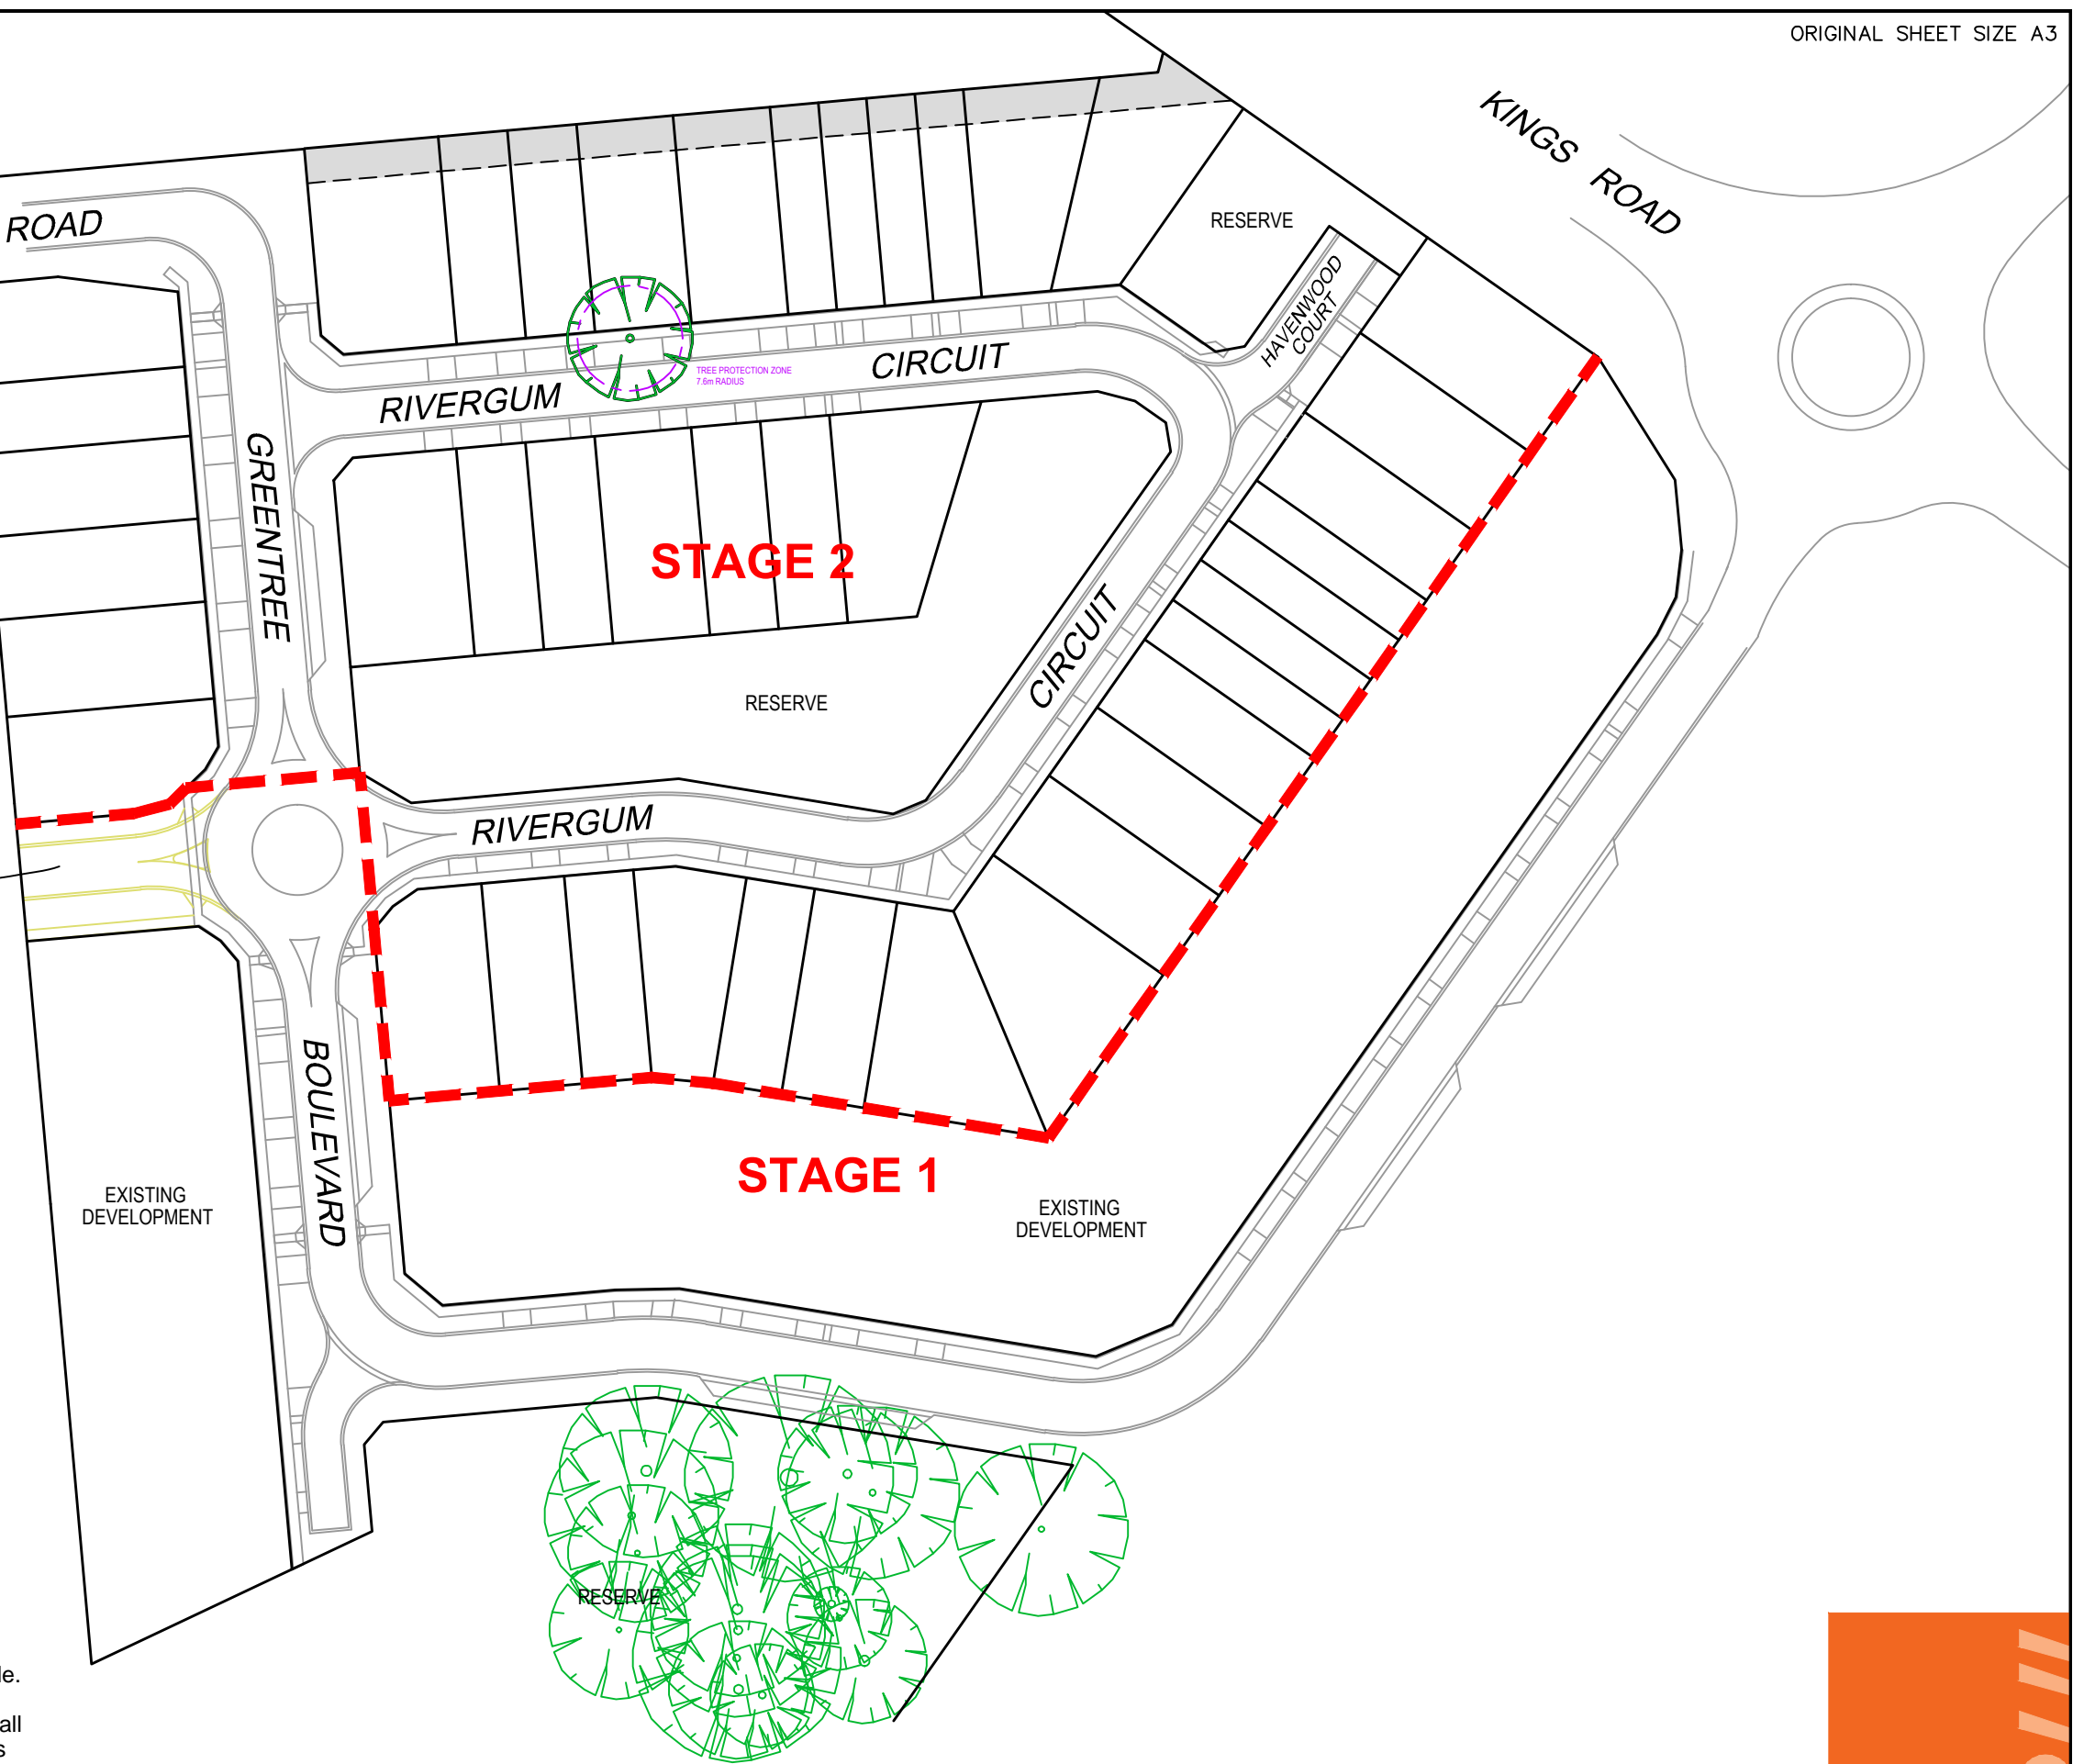 ORIGINAL SHEET SIZE A3
KINGS ROAD
ROAD
RESERVE
HAVENWOOD
COURT
TREE PROTECTION ZONE
7.6m RADIUS
RIVERGUM CIRCUIT
GREENTREE
STAGE 2
CIRCUIT
RESERVE
RIVERGUM
BOULEVARD
STAGE 1
EXISTING
DEVELOPMENT
EXISTING
DEVELOPMENT
RESERVE
le.
all
s